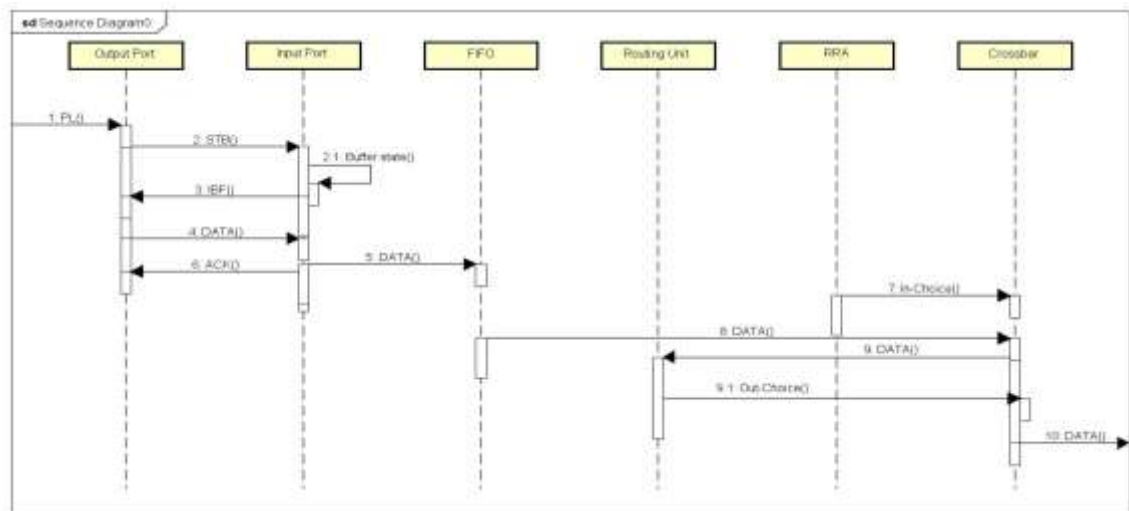 sd Sequence Diagram0
Output Port
Input Port
FIFO
Routing Unit
RRA
Crossbar
1: PL()
2: STB()
2.1: Buffer state()
3: IBF()
4: DATA()
5: DATA()
6: ACK()
7: In-Choice()
8: DATA()
9: DATA()
9.1: Out-Choice()
10: DATA()